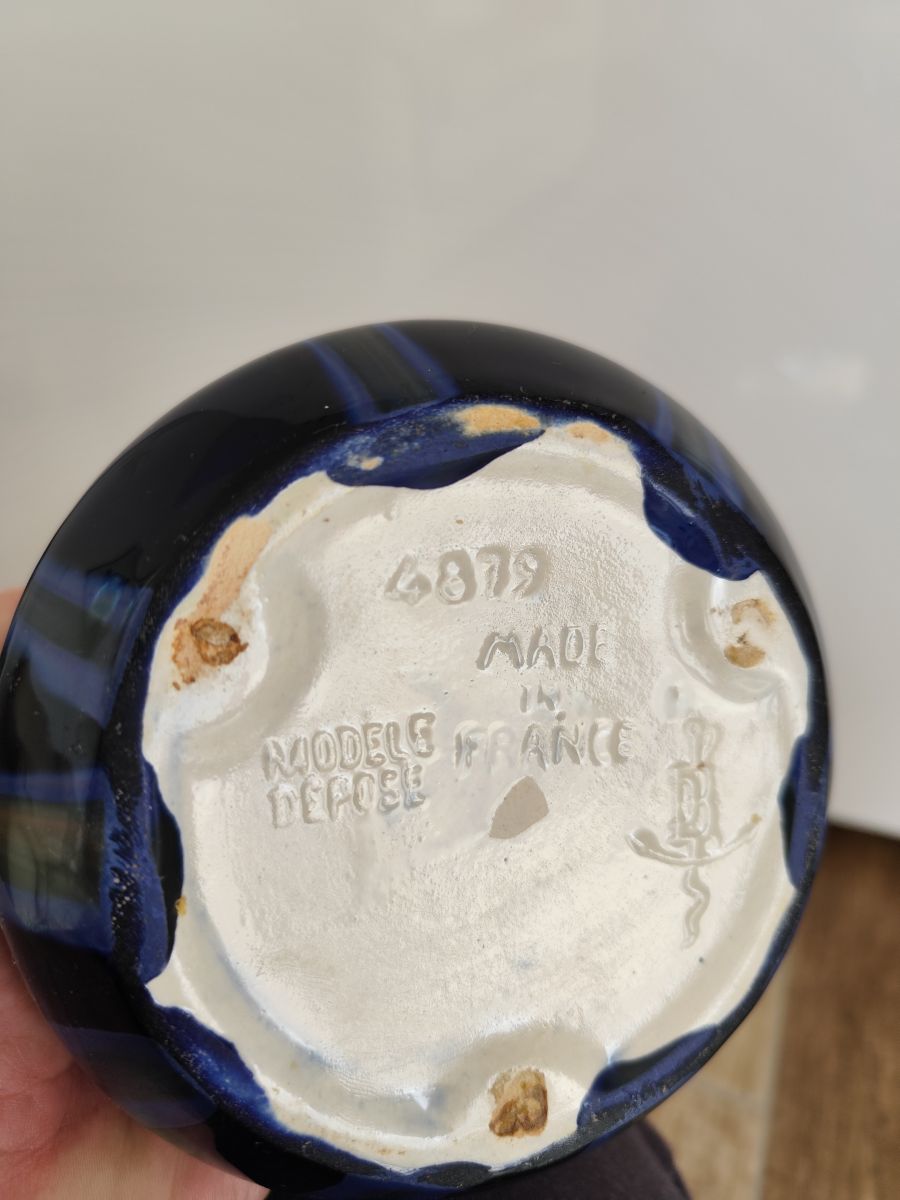 4879
MADE
IN
FRANCE
MODELE
DEPOSE